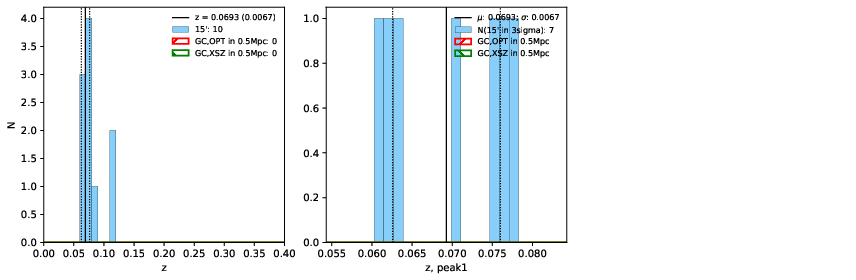 z = 0.0693 (0.0067)
15': 10
GC,OPT in 0.5Mpc: 0
GC,XSZ in 0.5Mpc: 0
4.0
3.5
3.0
2.5
2.0
1.5
1.0
0.5
0.0
N
0.00 0.05 0.10 0.15 0.20 0.25 0.30 0.35 0.40
z
μ: 0.0693; σ: 0.0067
N(15' in 3sigma): 7
GC,OPT in 0.5Mpc
GC,XSZ in 0.5Mpc
1.0
0.8
0.6
0.4
0.2
0.0
0.055 0.060 0.065 0.070 0.075 0.080
z, peak1